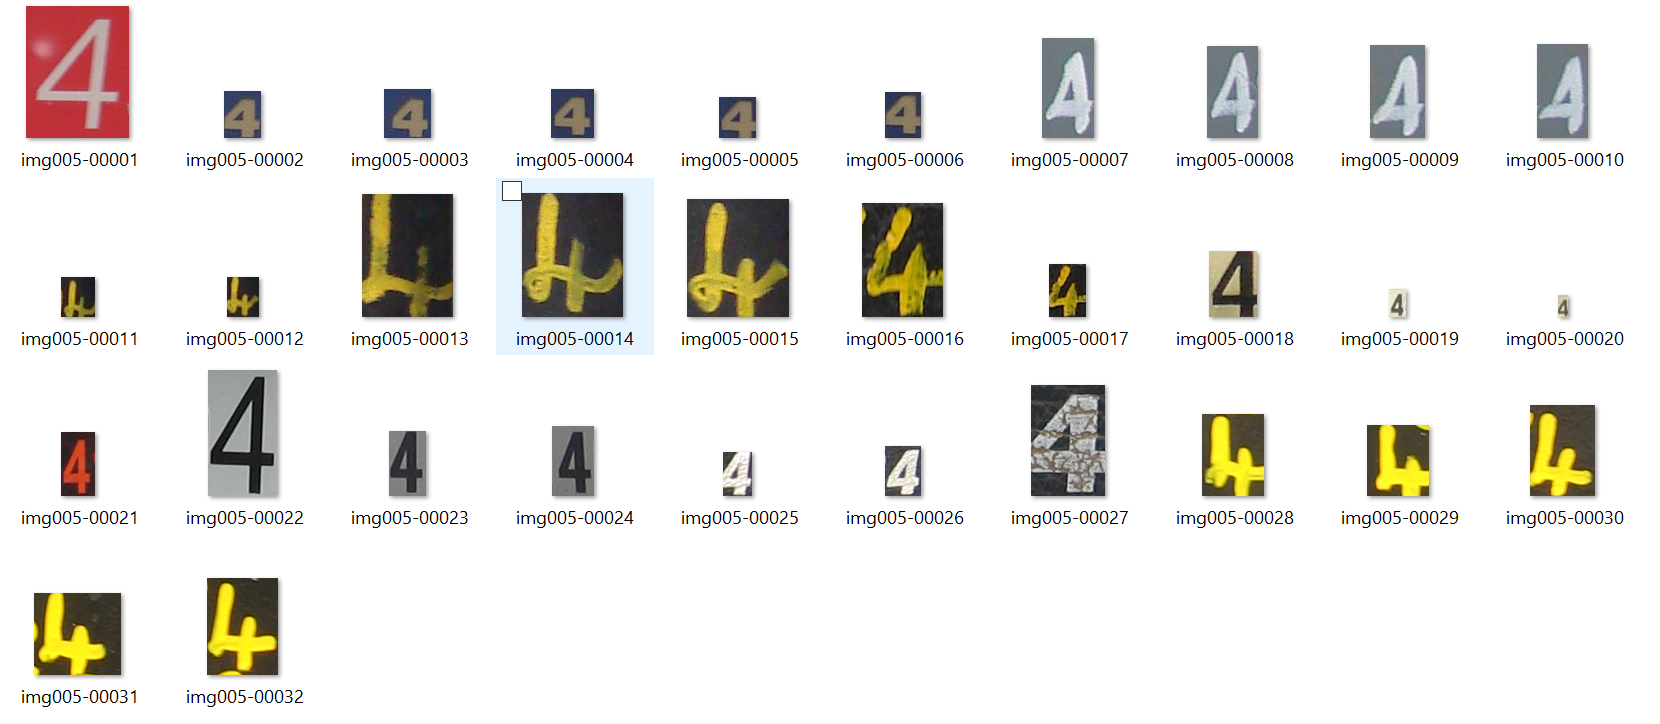 4 4 4 4 4 4 4 4 4 4
img005-00001 img005-00002 img005-00003 img005-00004 img005-00005 img005-00006 img005-00007 img005-00008 img005-00009 img005-00010
4 4 4 4 4 4 4 4 4 4
img005-00011 img005-00012 img005-00013 img005-00014 img005-00015 img005-00016 img005-00017 img005-00018 img005-00019 img005-00020
4 4 4 4 4 4 4 4 4 4
img005-00021 img005-00022 img005-00023 img005-00024 img005-00025 img005-00026 img005-00027 img005-00028 img005-00029 img005-00030
4 4
img005-00031 img005-00032